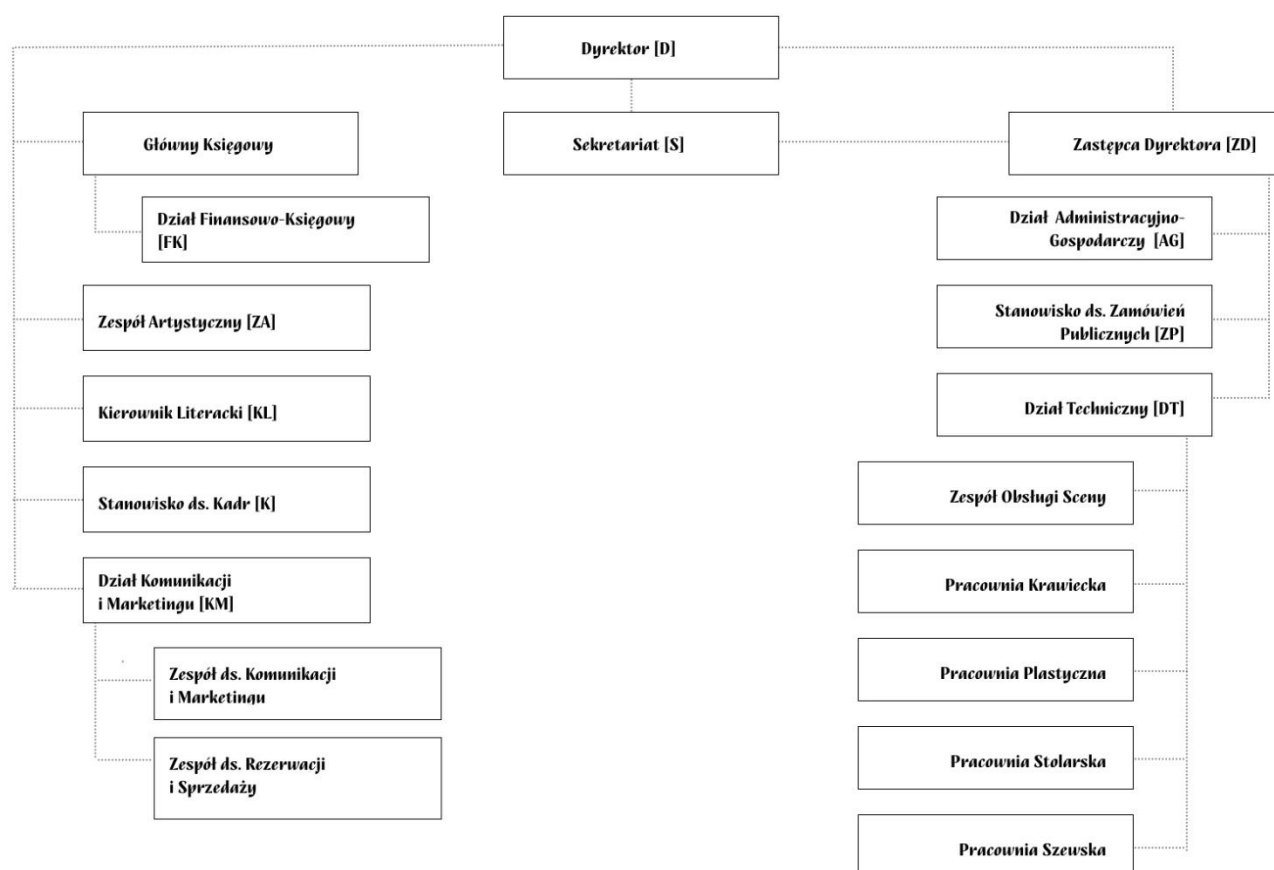 Dyrektor [D]
Główny Księgowy
Sekretariat [S]
Zastępca Dyrektora [ZD]
Dział Finansowo-Księgowy
[FK]
Zespół Artystyczny [ZA]
Kierownik Literacki [KL]
Stanowisko ds. Kadr [K]
Dział Komunikacji
i Marketingu [KM]
Zespół ds. Komunikacji
i Marketingu
Zespół ds. Rezerwacji
i Sprzedaży
Dział Administracyjno-
Gospodarczy [AG]
Stanowisko ds. Zamówień
Publicznych [ZP]
Dział Techniczny [DT]
Zespół Obsługi Sceny
Pracownia Krawiecka
Pracownia Plastyczna
Pracownia Stolarska
Pracownia Szewska